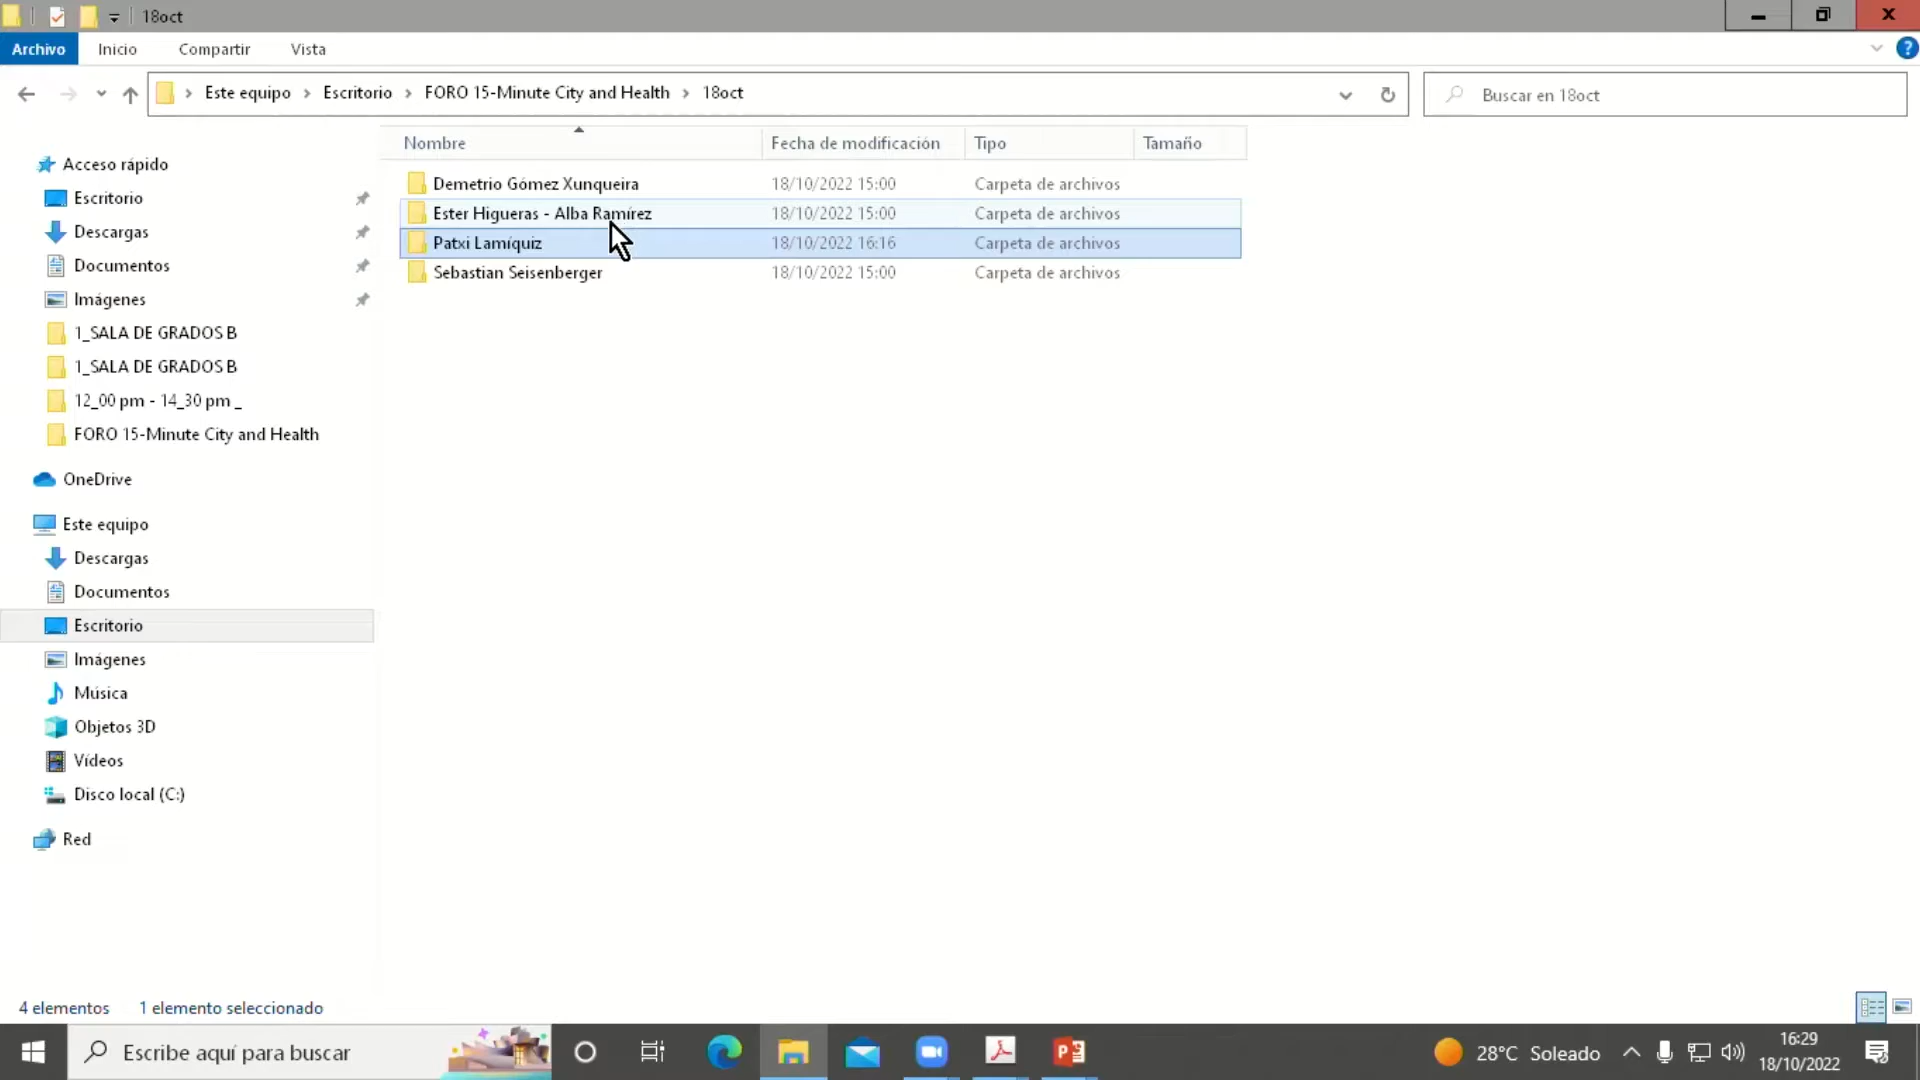 18oct
Archivo Inicio Compartir Vista
Este equipo Escritorio FORO 15-Minute City and Health 18oct
Buscar en 18oct
Nombre Fecha de modificación Tipo Tamaño
Demetrio Gómez Xunqueira 18/10/2022 15:00 Carpeta de archivos
Ester Higueras - Alba Ramírez 18/10/2022 15:00 Carpeta de archivos
Patxi Lamíquiz 18/10/2022 16:16 Carpeta de archivos
Sebastian Seisenberger 18/10/2022 15:00 Carpeta de archivos
Acceso rápido
Escritorio
Descargas
Documentos
Imágenes
1_SALA DE GRADOS B
1_SALA DE GRADOS B
12_00 pm - 14_30 pm _
FORO 15-Minute City and Health
OneDrive
Este equipo
Descargas
Documentos
Escritorio
Imágenes
Música
Objetos 3D
Vídeos
Disco local (C:)
Red
4 elementos 1 elemento seleccionado
Escribe aquí para buscar
28°C Soleado
16:29
18/10/2022